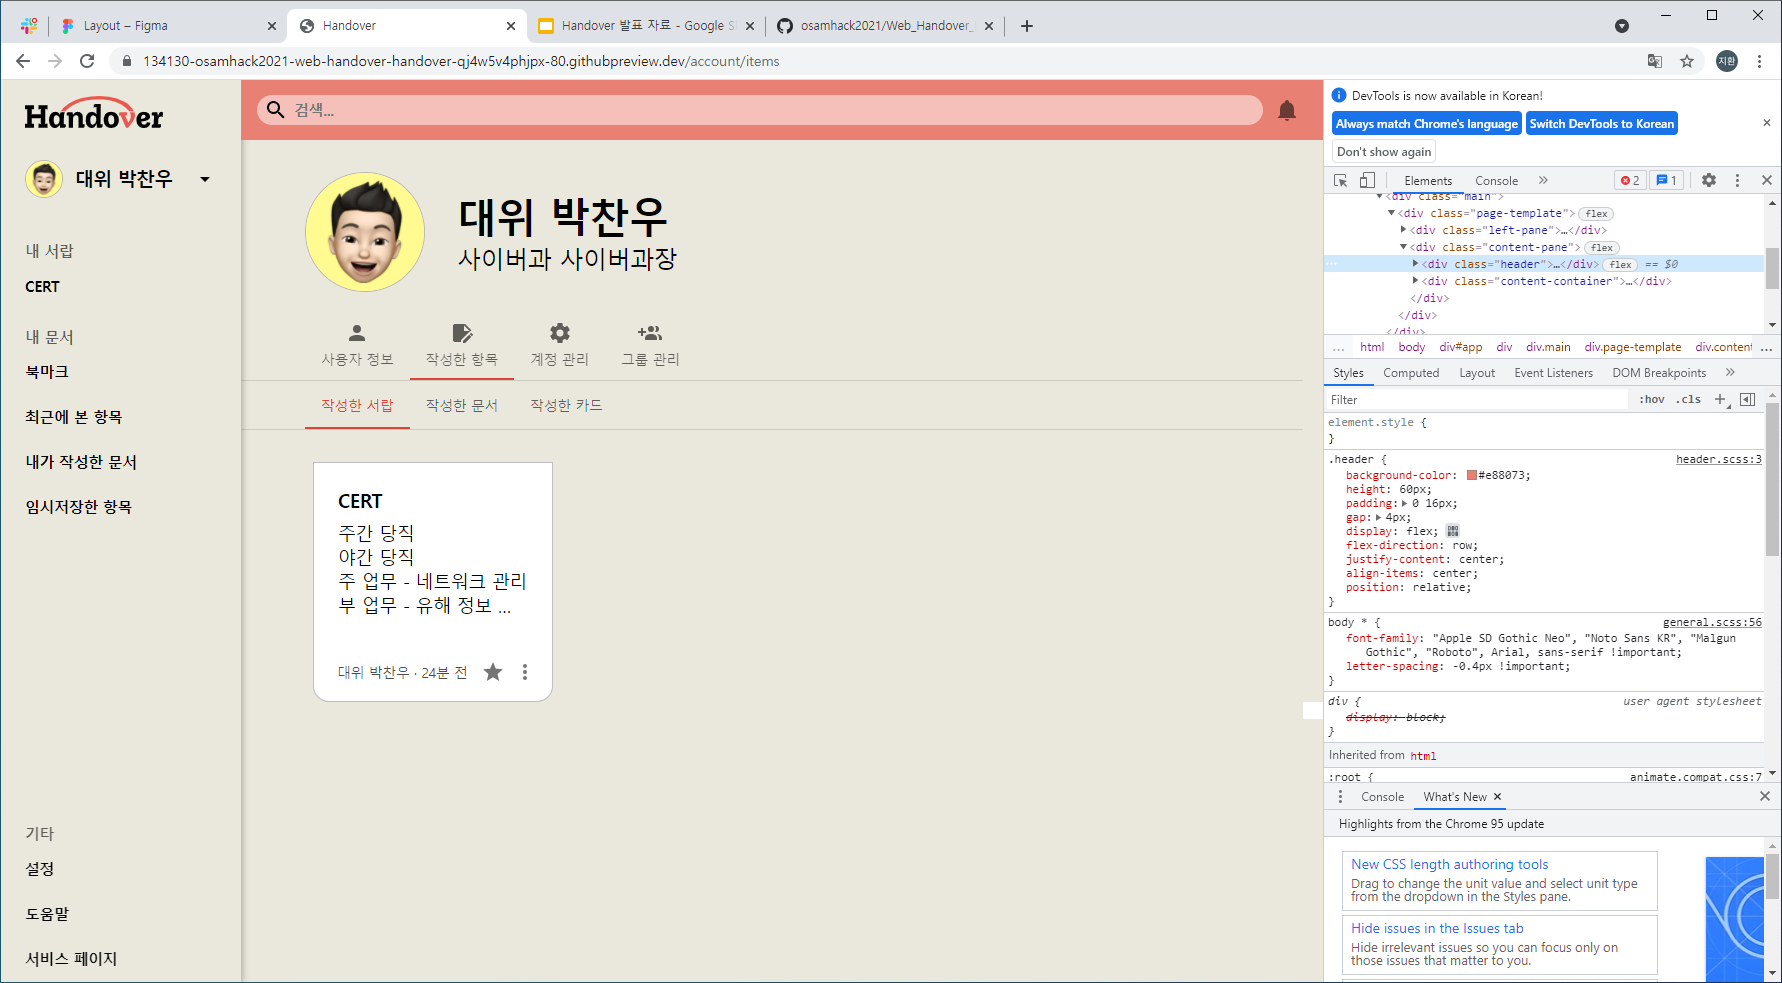 Layout – Figma
Handover
Handover 발표 자료 - Google S
osamhack2021/Web_Handover_
134130-osamhack2021-web-handover-handover-qj4w5v4phjpx-80.githubpreview.dev/account/items
지환
Handover
대위 박찬우
내 서랍
CERT
내 문서
북마크
최근에 본 항목
내가 작성한 문서
임시저장한 항목
기타
설정
도움말
서비스 페이지
검색...
대위 박찬우
사이버과 사이버과장
사용자 정보
작성한 항목
계정 관리
그룹 관리
작성한 서랍
작성한 문서
작성한 카드
CERT
주간 당직
야간 당직
주 업무 - 네트워크 관리
부 업무 - 유해 정보 ...
대위 박찬우 · 24분 전
DevTools is now available in Korean!
Always match Chrome's language
Switch DevTools to Korean
Don't show again
Elements
Console
2
1
<div class="main">
<div class="page-template"> flex
<div class="left-pane">…</div>
<div class="content-pane"> flex
<div class="header">…</div> flex == $0
<div class="content-container">…</div>
</div>
</div>
</div>
... html body div#app div div.main div.page-template div.content ...
Styles Computed Layout Event Listeners DOM Breakpoints
Filter
:hov .cls
element.style {
}
.header { header.scss:3
background-color: #e88073;
height: 60px;
padding: 0 16px;
gap: 4px;
display: flex;
flex-direction: row;
justify-content: center;
align-items: center;
position: relative;
}
body * { general.scss:56
font-family: "Apple SD Gothic Neo", "Noto Sans KR", "Malgun
Gothic", "Roboto", Arial, sans-serif !important;
letter-spacing: -0.4px !important;
}
div { user agent stylesheet
display: block;
}
Inherited from html
:root { animate.compat.css:7
Console
What's New
Highlights from the Chrome 95 update
New CSS length authoring tools
Drag to change the unit value and select unit type
from the dropdown in the Styles pane.
Hide issues in the Issues tab
Hide irrelevant issues so you can focus only on
those issues that matter to you.